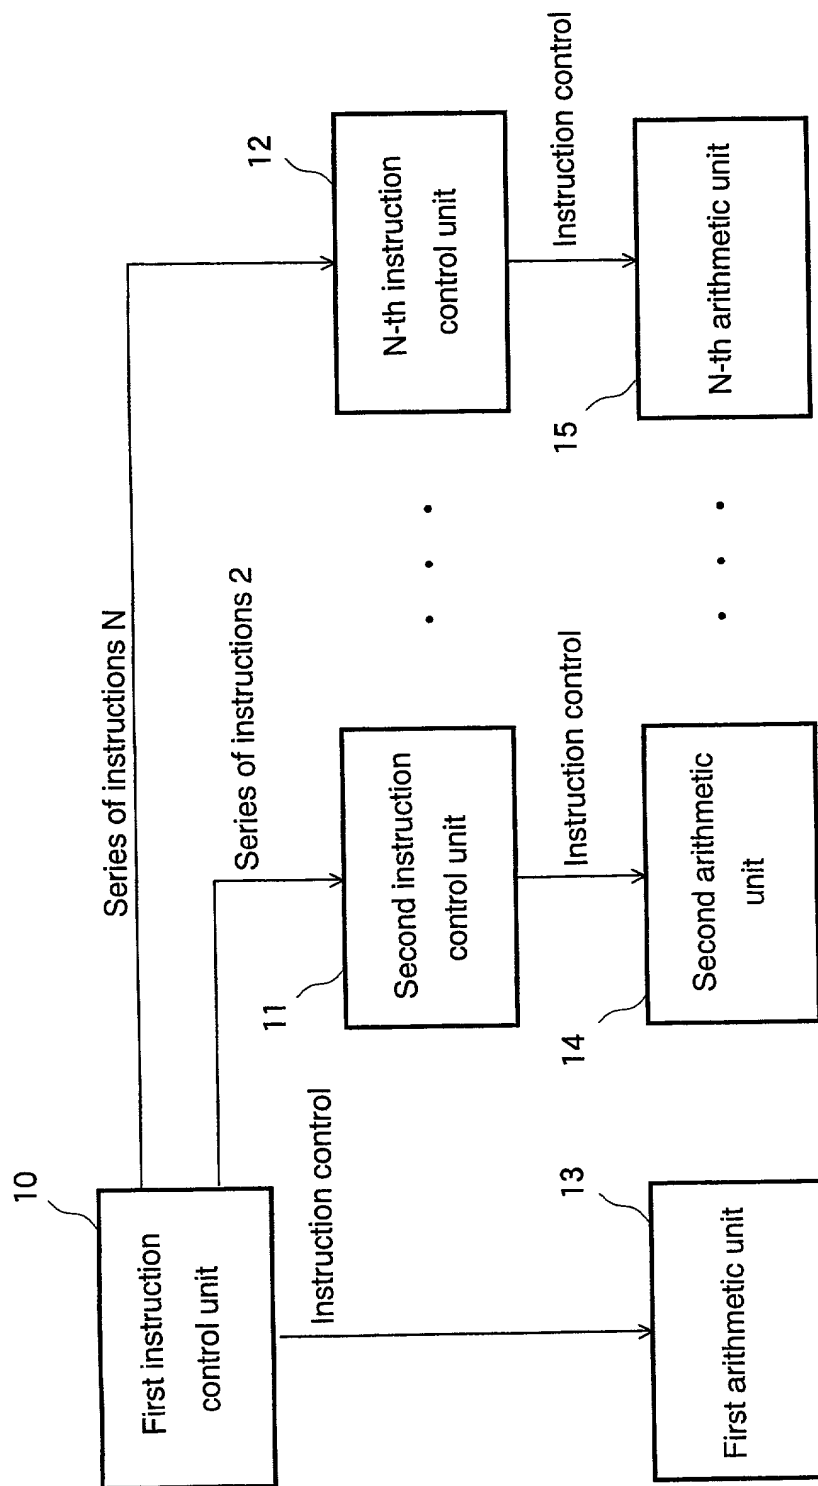 Series of instructions N
10
First instruction
control unit
Series of instructions 2
12
N-th instruction
control unit
11
Second instruction
control unit
Instruction control
Instruction control
Instruction control
13
First arithmetic unit
14
Second arithmetic
unit
15
N-th arithmetic unit